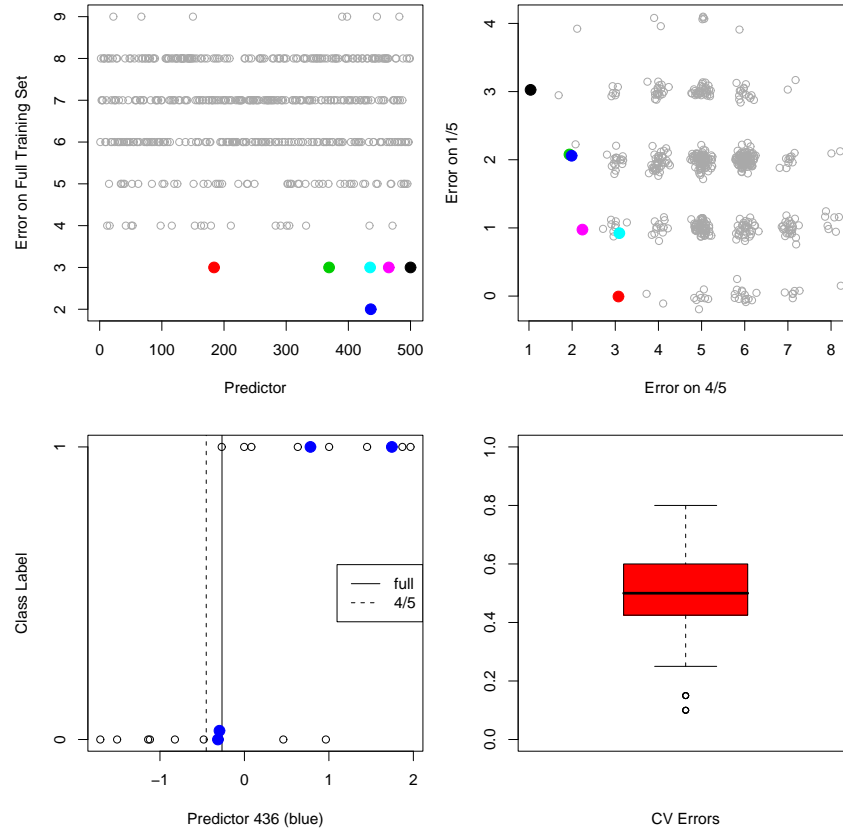 Error on Full Training Set
9
8
7
6
5
4
3
2
0 100 200 300 400 500
Predictor
Error on 1/5
4
3
2
1
0
1 2 3 4 5 6 7 8
Error on 4/5
Class Label
1
0
full
4/5
−1 0 1 2
Predictor 436 (blue)
1.0
0.8
0.6
0.4
0.2
0.0
CV Errors